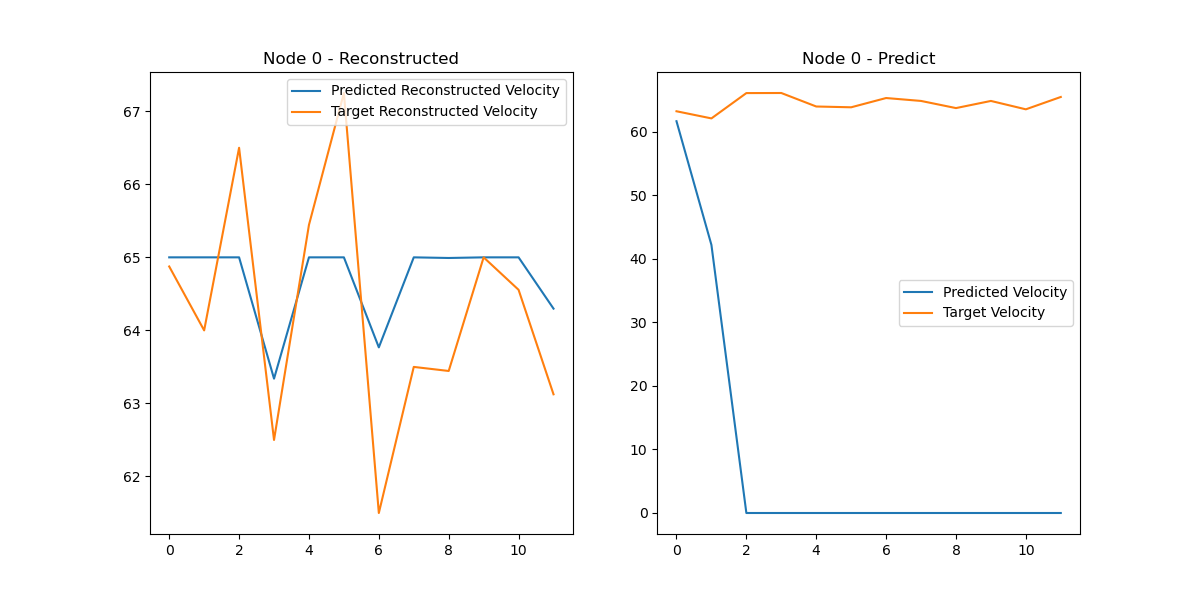 Node 0 - Reconstructed
Predicted Reconstructed Velocity
Target Reconstructed Velocity
67
66
65
64
63
62
0 2 4 6 8 10
Node 0 - Predict
Predicted Velocity
Target Velocity
60
50
40
30
20
10
0
0 2 4 6 8 10